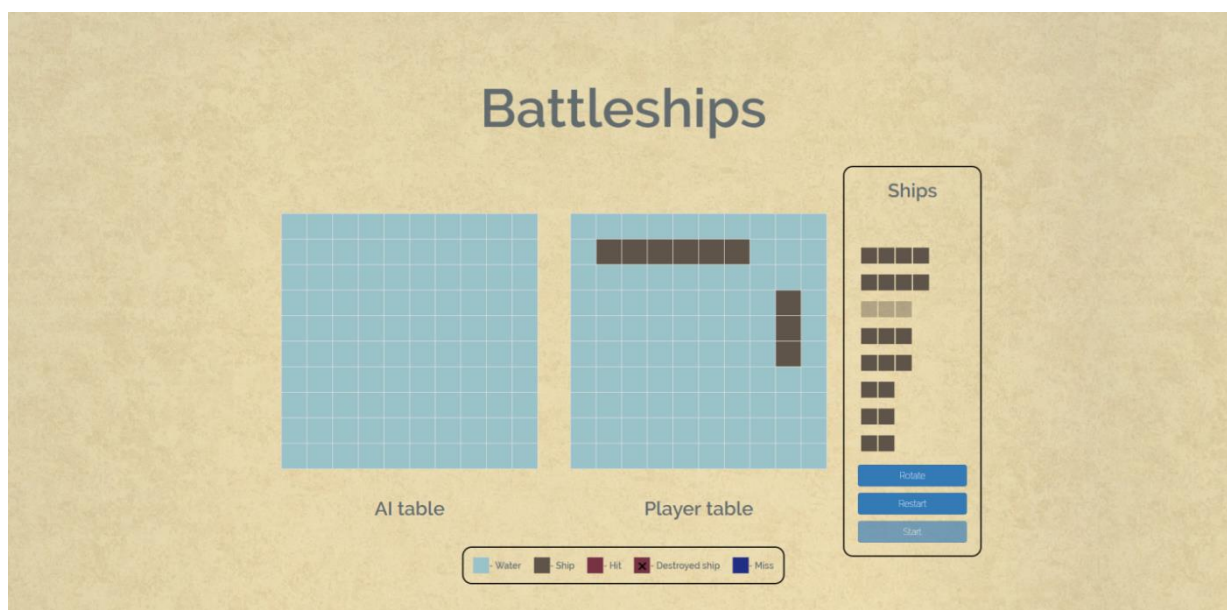 Battleships
Ships
Rotate
Restart
Start
AI table
Player table
- Water
- Ship
- Hit
- Destroyed ship
- Miss